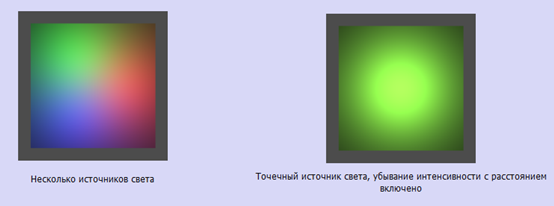 Несколько источников света
Точечный источник света, убывание интенсивности с расстоянием
включено